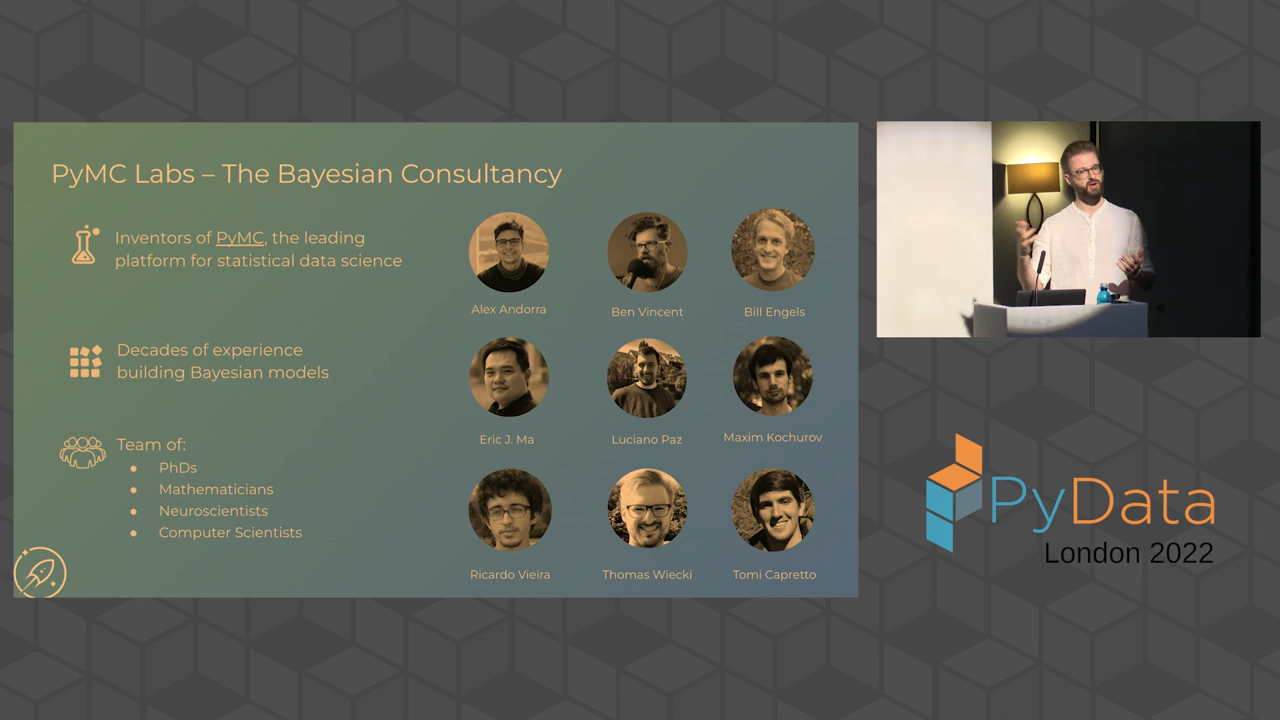 PyMC Labs – The Bayesian Consultancy
Inventors of PyMC, the leading
platform for statistical data science
Decades of experience
building Bayesian models
Team of:
● PhDs
● Mathematicians
● Neuroscientists
● Computer Scientists
Alex Andorra
Ben Vincent
Bill Engels
Eric J. Ma
Luciano Paz
Maxim Kochurov
Ricardo Vieira
Thomas Wiecki
Tomi Capretto
PyData
London 2022